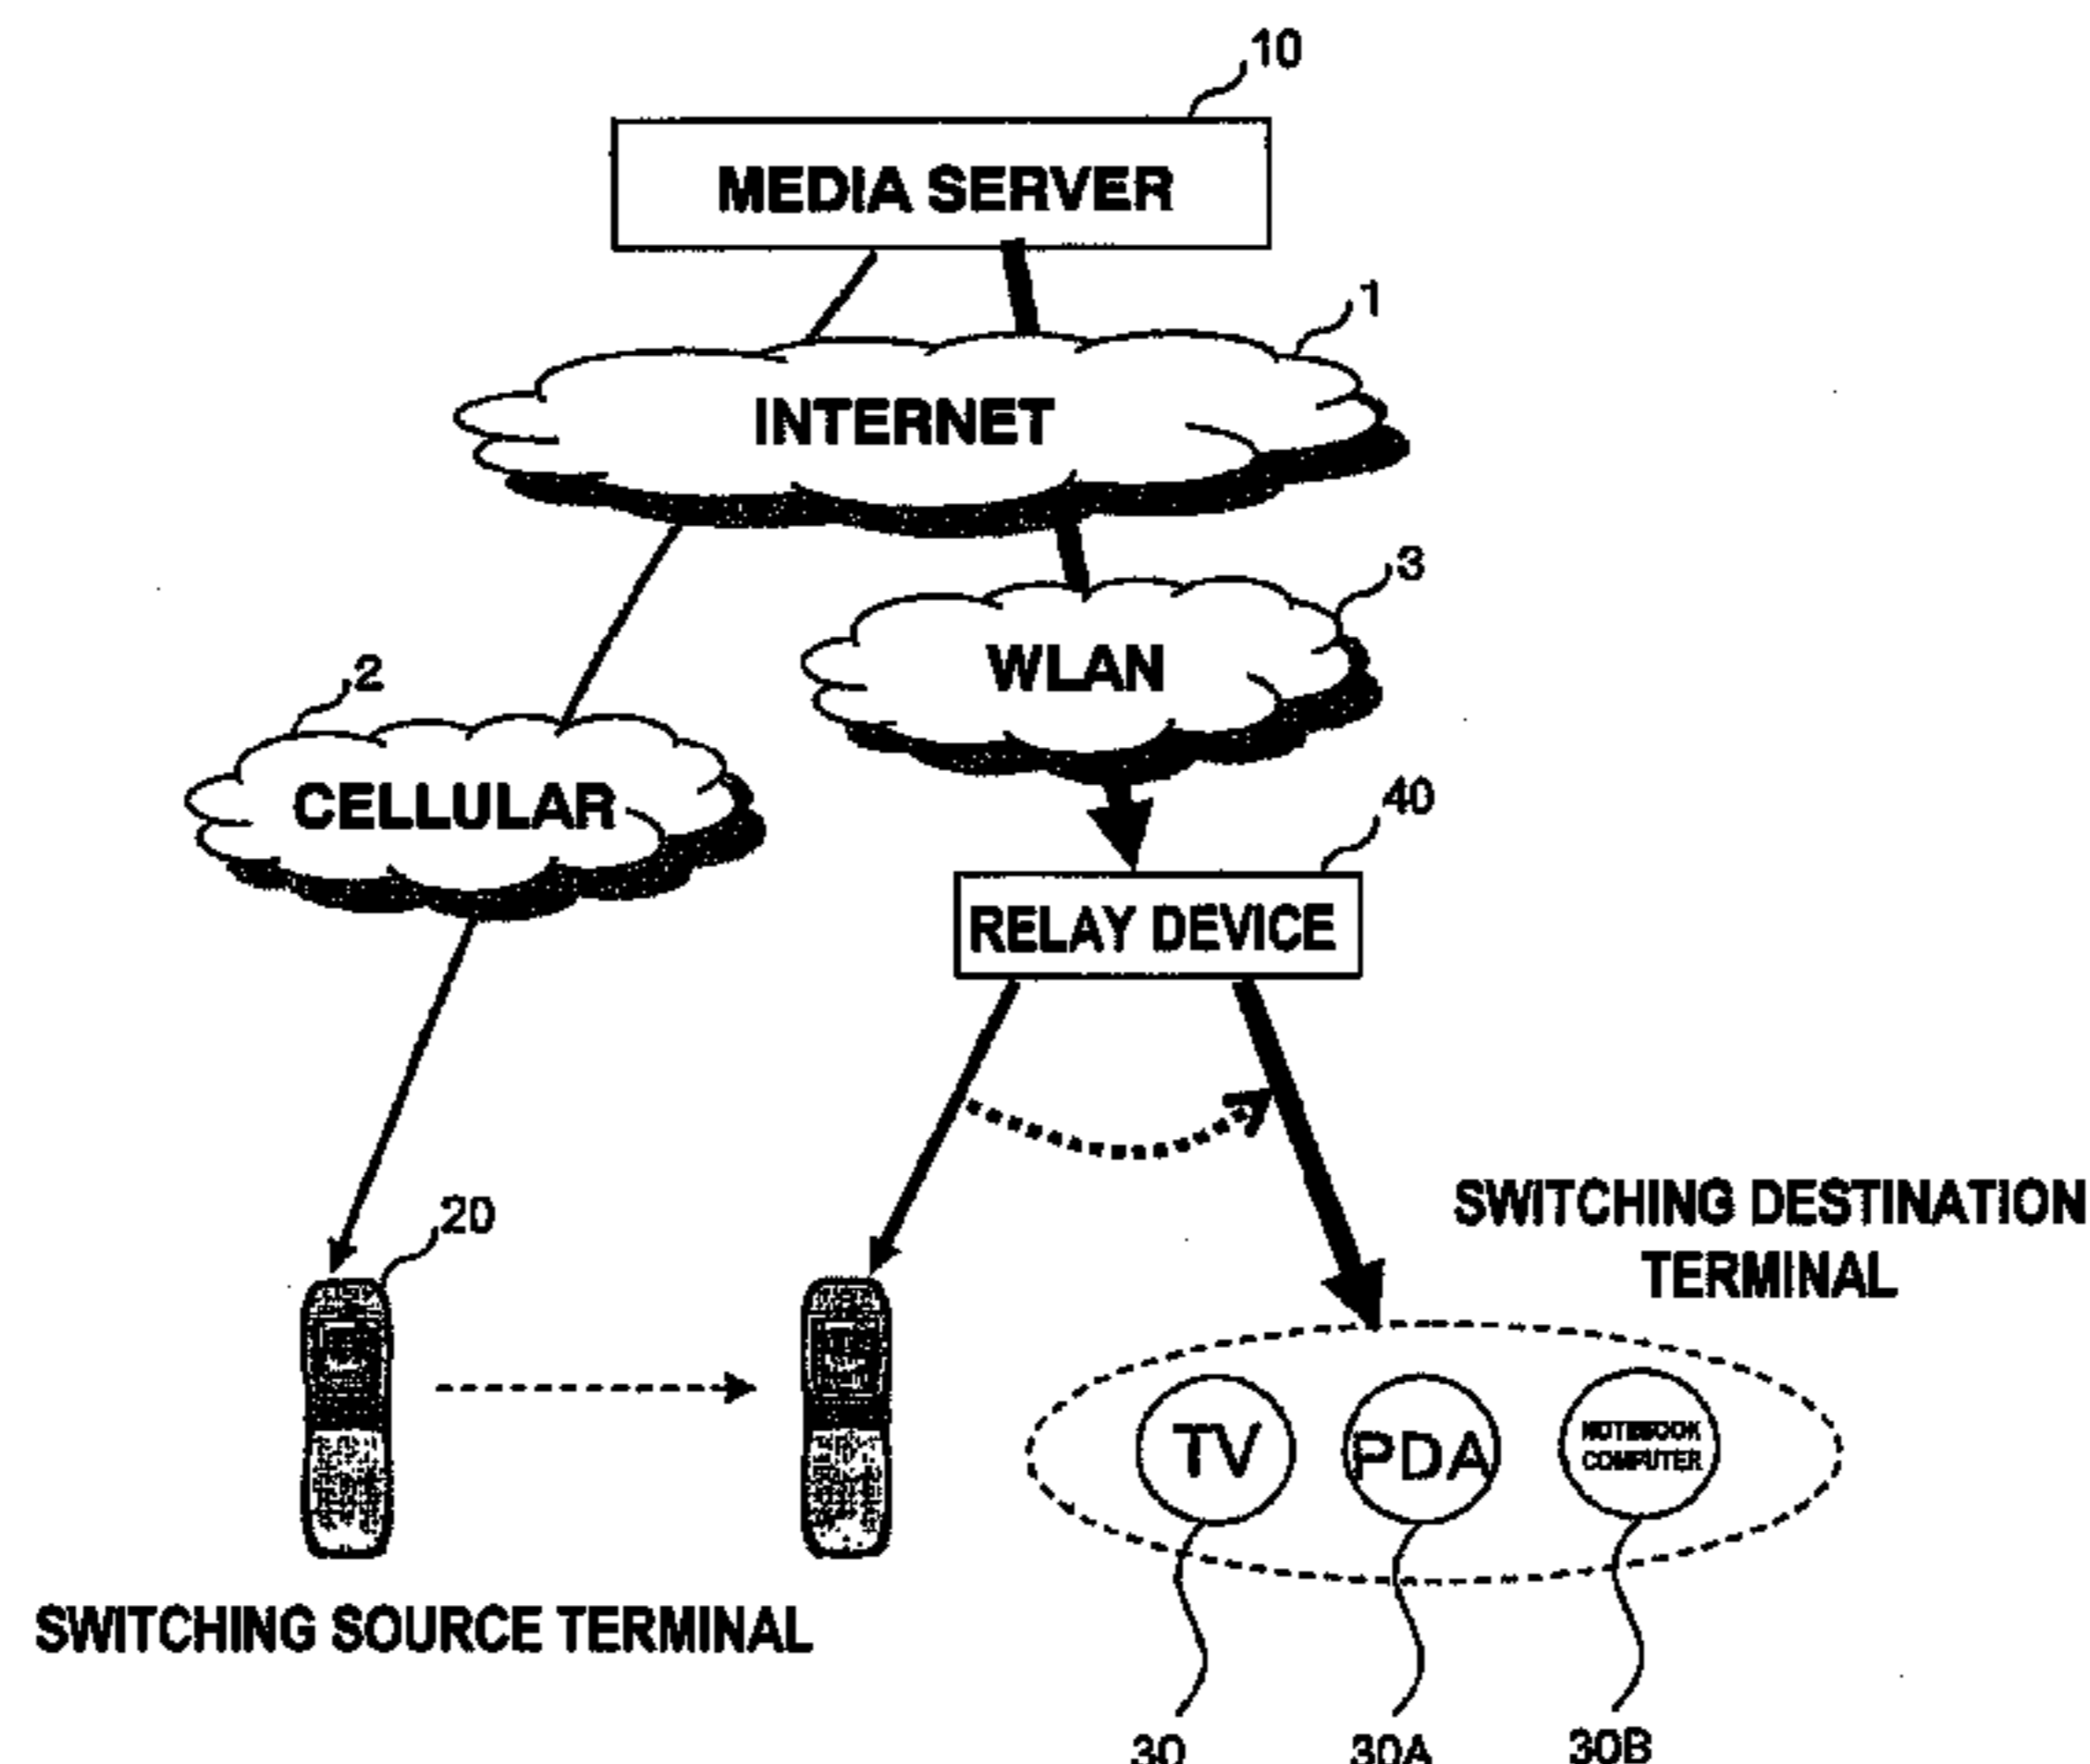 10
MEDIA SERVER
1
INTERNET
3
WLAN
2
CELLULAR
40
RELAY DEVICE
20
SWITCHING DESTINATION
TERMINAL
TV
PDA
NOTEBOOK
COMPUTER
SWITCHING SOURCE TERMINAL
30
30A
30B